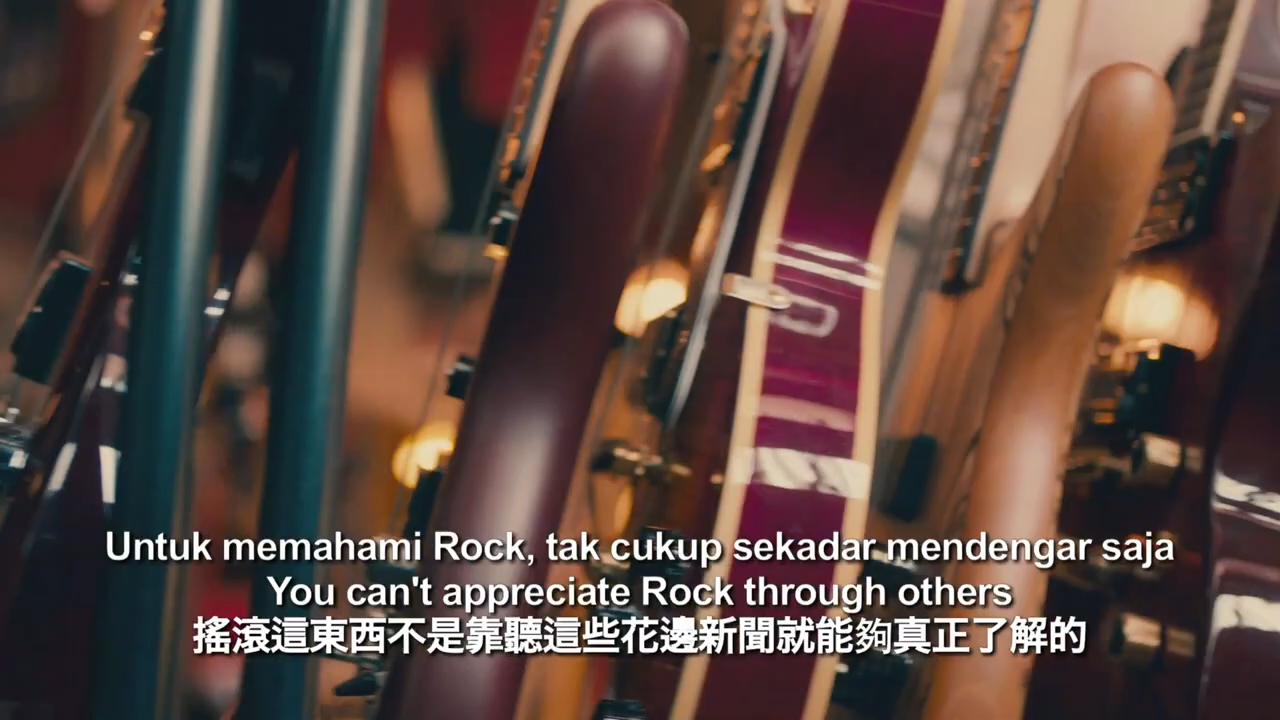 Untuk memahami Rock, tak cukup sekadar mendengar saja
You can't appreciate Rock through others
搖滾這東西不是靠聽這些花邊新聞就能夠真正了解的